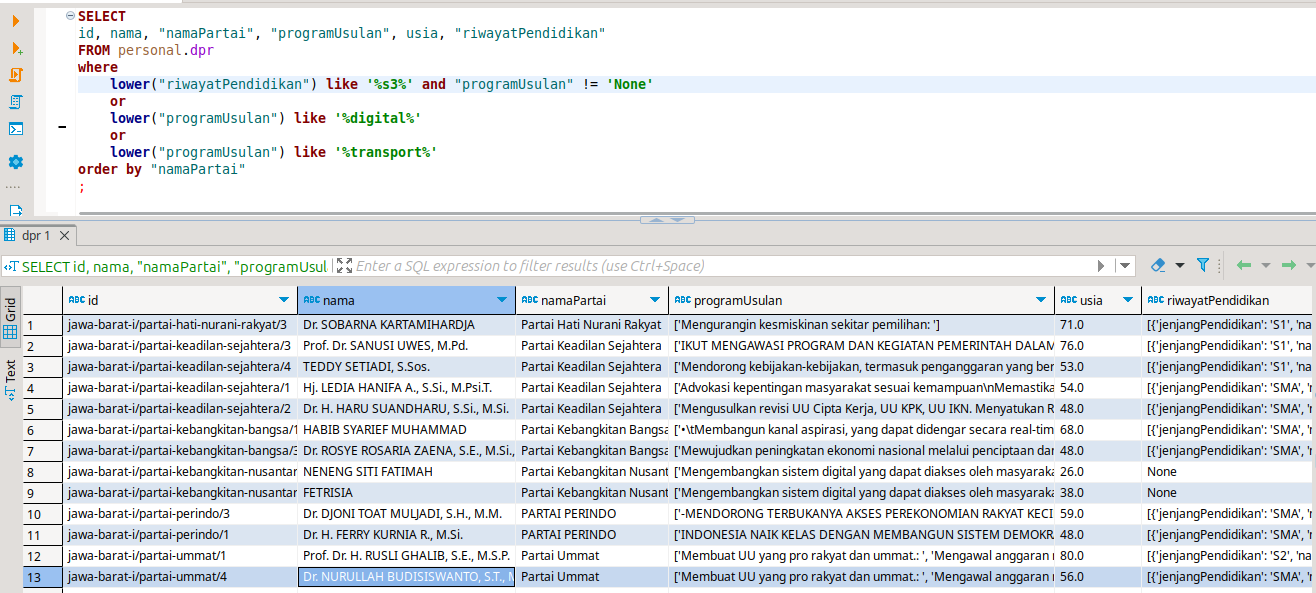 SELECT
id, nama, "namaPartai", "programUsulan", usia, "riwayatPendidikan"
FROM personal.dpr
where
lower("riwayatPendidikan") like '%s3%' and "programUsulan" != 'None'
or
lower("programUsulan") like '%digital%'
or
lower("programUsulan") like '%transport%'
order by "namaPartai"
;
dpr 1
SELECT id, nama, "namaPartai", "programUsul Enter a SQL expression to filter results (use Ctrl+Space)
Grid
Text
ABC id ABC nama ABC namaPartai ABC programUsulan ABC usia ABC riwayatPendidikan
1 jawa-barat-i/partai-hati-nurani-rakyat/3 Dr. SOBARNA KARTAMIHARDJA Partai Hati Nurani Rakyat ['Mengurangin kesmiskinan sekitar pemilihan: '] 71.0 [{'jenjangPendidikan': 'S1', 'na
2 jawa-barat-i/partai-keadilan-sejahtera/3 Prof. Dr. SANUSI UWES, M.Pd. Partai Keadilan Sejahtera ['IKUT MENGAWASI PROGRAM DAN KEGIATAN PEMERINTAH DALAM 76.0 [{'jenjangPendidikan': 'S1', 'na
3 jawa-barat-i/partai-keadilan-sejahtera/4 TEDDY SETIADI, S.Sos. Partai Keadilan Sejahtera ['Mendorong kebijakan-kebijakan, termasuk penganggaran yang ber 53.0 [{'jenjangPendidikan': 'S1', 'na
4 jawa-barat-i/partai-keadilan-sejahtera/1 Hj. LEDIA HANIFA A., S.Si., M.Psi.T. Partai Keadilan Sejahtera ['Advokasi kepentingan masyarakat sesuai kemampuan\nMemastika 54.0 [{'jenjangPendidikan': 'SMA', 'n
5 jawa-barat-i/partai-keadilan-sejahtera/2 Dr. H. HARU SUANDHARU, S.Si., M.Si. Partai Keadilan Sejahtera ['Mengusulkan revisi UU Cipta Kerja, UU KPK, UU IKN. Menyatukan R 48.0 [{'jenjangPendidikan': 'SMA', 'n
6 jawa-barat-i/partai-kebangkitan-bangsa/1 HABIB SYARIEF MUHAMMAD Partai Kebangkitan Bangsa ['•\tMembangun kanal aspirasi, yang dapat didengar secara real-tim 68.0 [{'jenjangPendidikan': 'SMA', 'n
7 jawa-barat-i/partai-kebangkitan-bangsa/3 Dr. ROSYE ROSARIA ZAENA, S.E., M.Si., Partai Kebangkitan Bangsa ['Mewujudkan peningkatan ekonomi nasional melalui penciptaan dan 48.0 [{'jenjangPendidikan': 'SMA', 'n
8 jawa-barat-i/partai-kebangkitan-nusantar NENENG SITI FATIMAH Partai Kebangkitan Nusant ['Mengembangkan sistem digital yang dapat diakses oleh masyaraka 26.0 None
9 jawa-barat-i/partai-kebangkitan-nusantar FETRISIA Partai Kebangkitan Nusant ['Mengembangkan sistem digital yang dapat diakses oleh masyaraka 38.0 None
10 jawa-barat-i/partai-perindo/3 Dr. DJONI TOAT MULJADI, S.H., M.M. PARTAI PERINDO ['-MENDORONG TERBUKANYA AKSES PEREKONOMIAN RAKYAT KECI 59.0 [{'jenjangPendidikan': 'SMA', 'n
11 jawa-barat-i/partai-perindo/1 Dr. H. FERRY KURNIA R., M.Si. PARTAI PERINDO ['INDONESIA NAIK KELAS DENGAN MEMBANGUN SISTEM DEMOKR 48.0 [{'jenjangPendidikan': 'SMA', 'n
12 jawa-barat-i/partai-ummat/1 Prof. Dr. H. RUSLI GHALIB, S.E., M.S.P. Partai Ummat ['Membuat UU yang pro rakyat dan ummat.: ', 'Mengawal anggaran 80.0 [{'jenjangPendidikan': 'S2', 'na
13 jawa-barat-i/partai-ummat/4 Dr. NURULLAH BUDISISWANTO, S.T., M Partai Ummat ['Membuat UU yang pro rakyat dan ummat.: ', 'Mengawal anggaran 56.0 [{'jenjangPendidikan': 'SMA', 'n